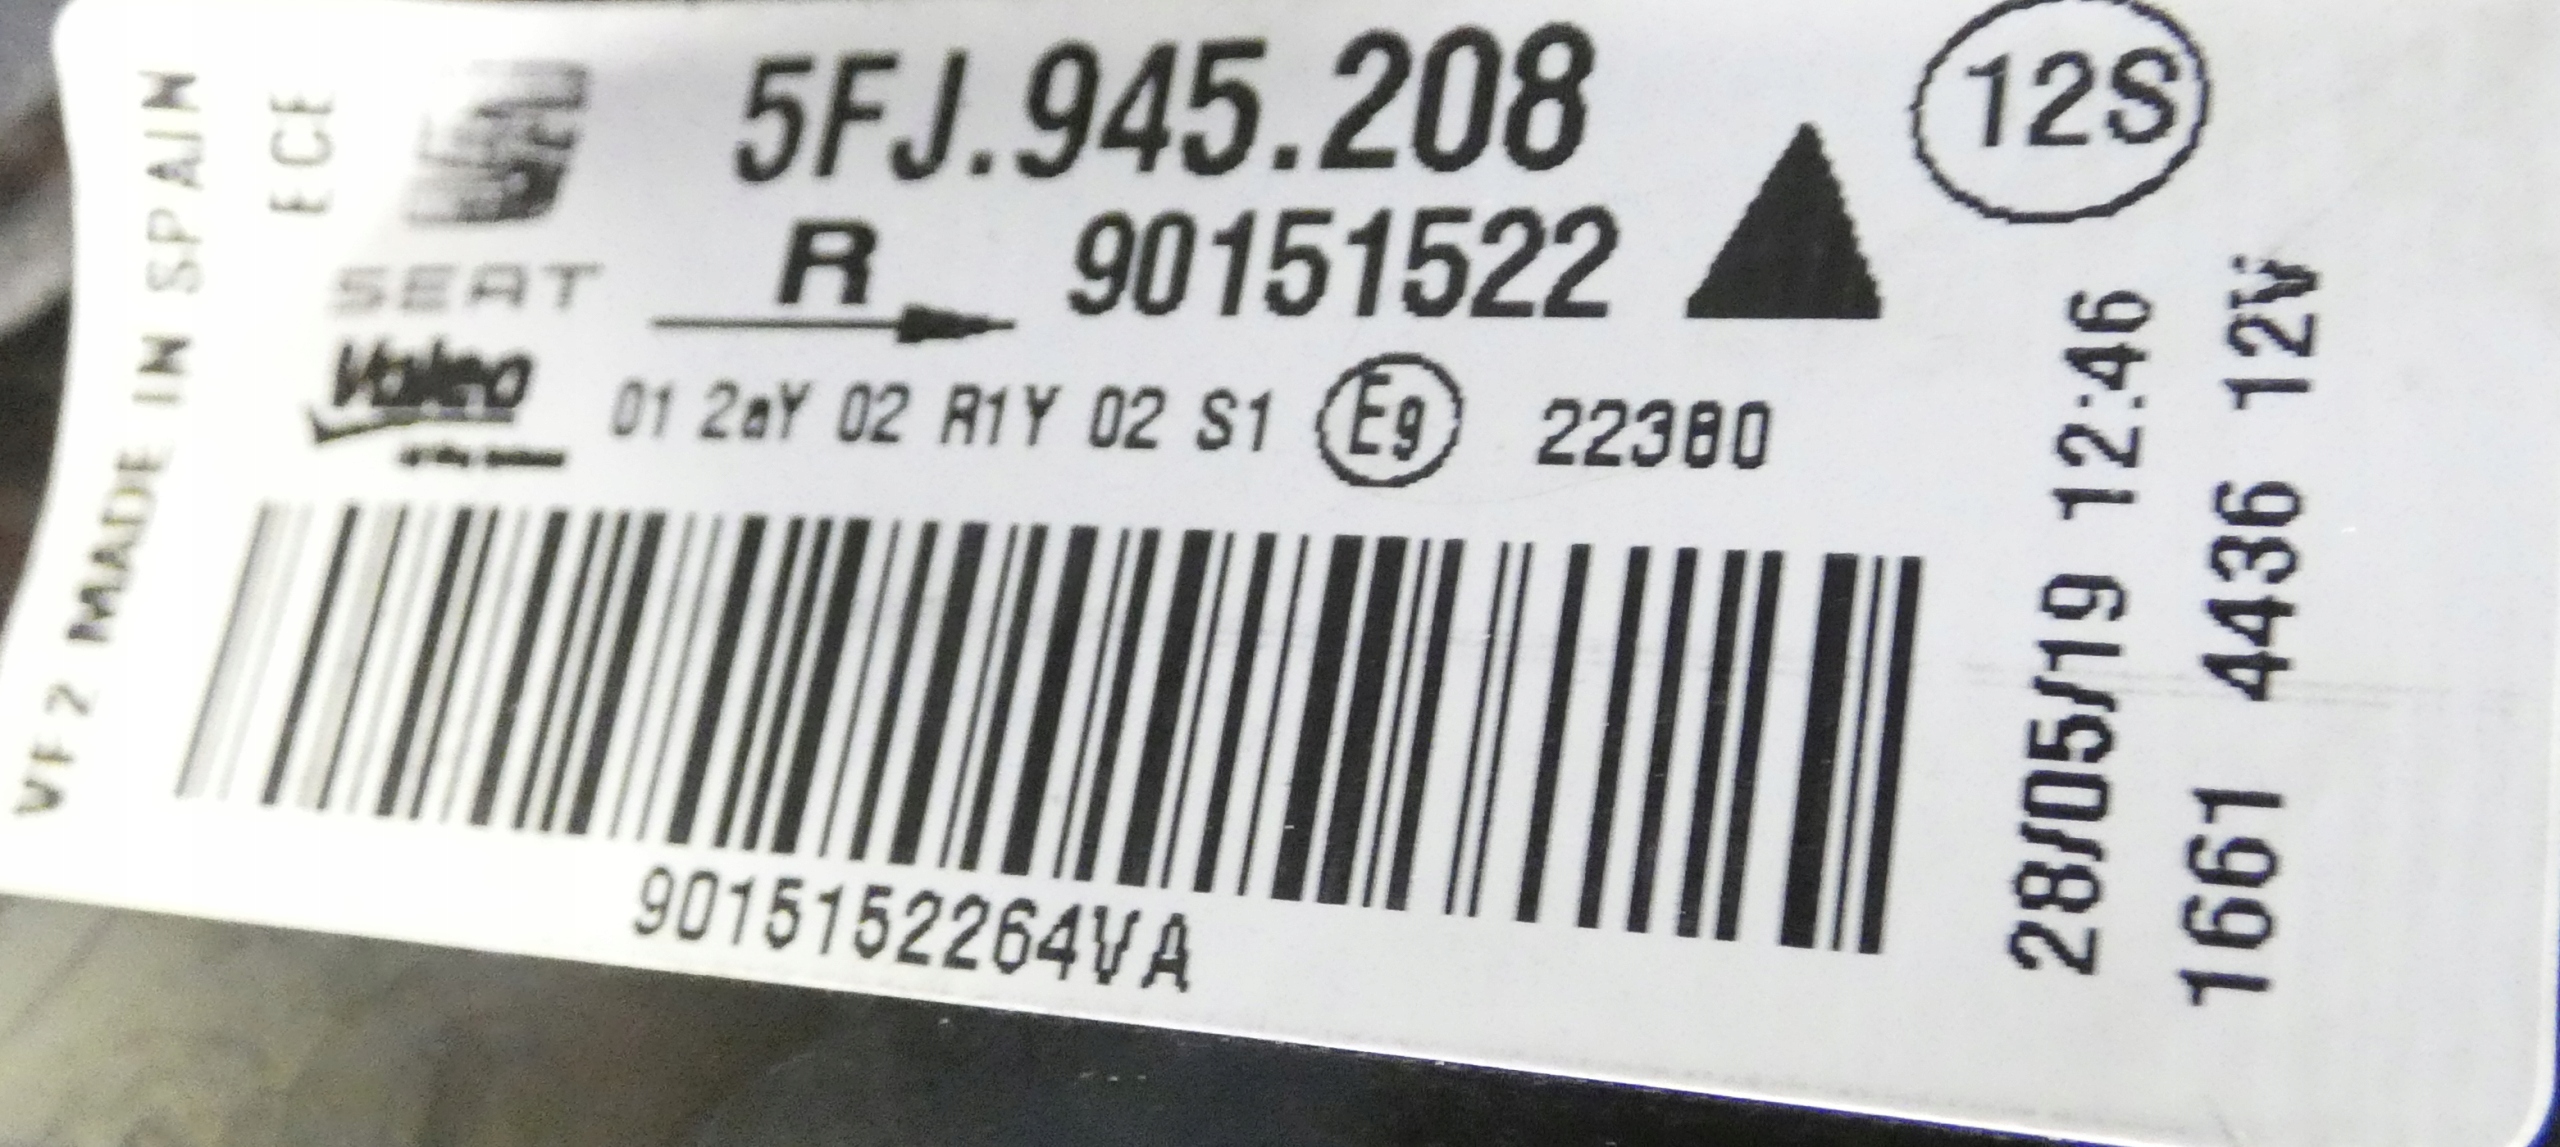 5FJ.945.208
12S
ECE
SEAT
R
90151522
Valeo
01 2aY 02 R1Y 02 S1 E9 22380
9015152264VA
VF2 MADE IN SPAIN
28/05/19 12:46
1661 4436 12V